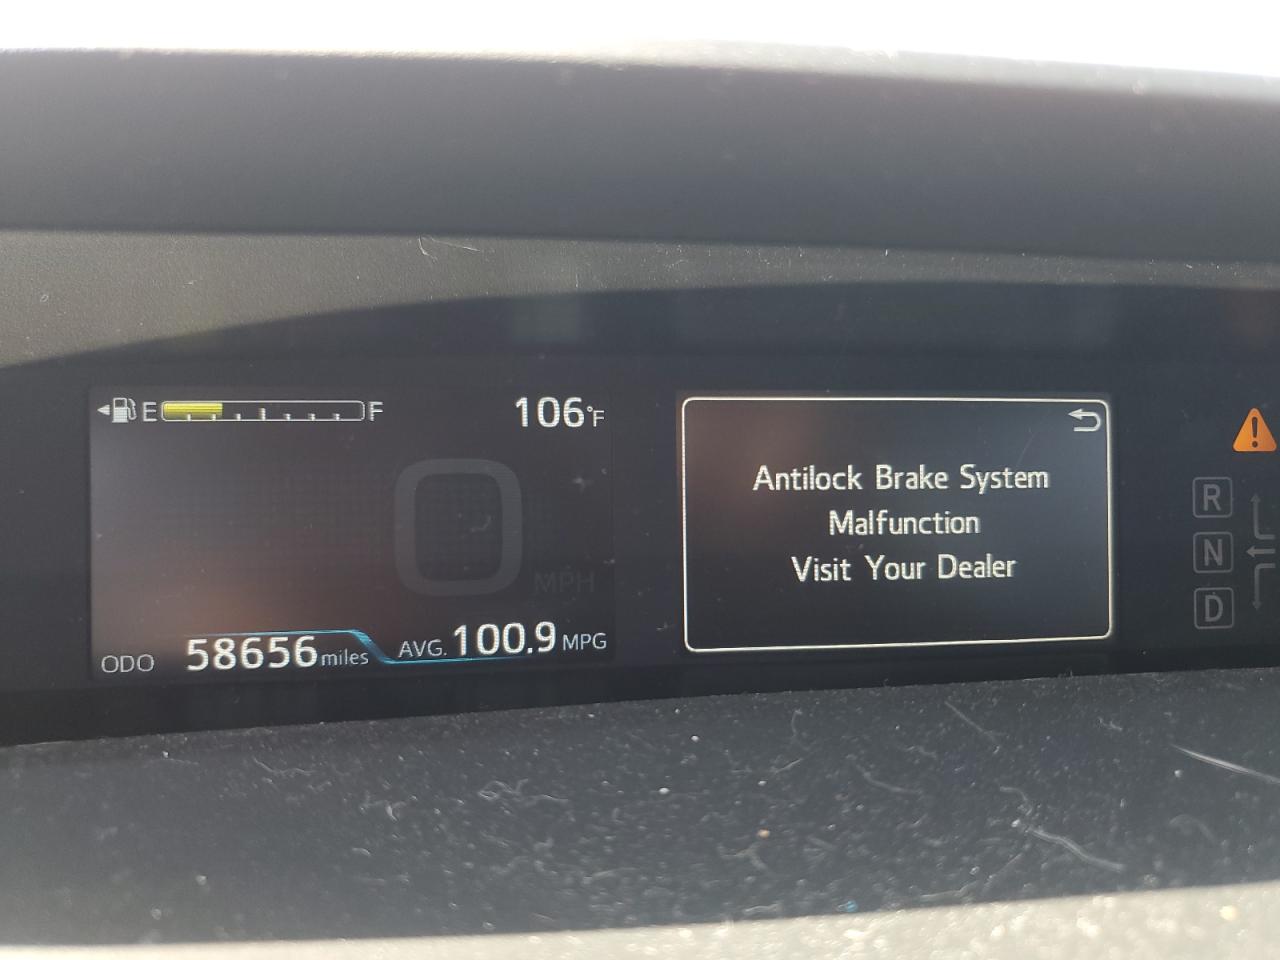 E F 106°F
0
MPH
ODO 58656 miles AVG. 100.9 MPG
Antilock Brake System
Malfunction
Visit Your Dealer
R
N
D